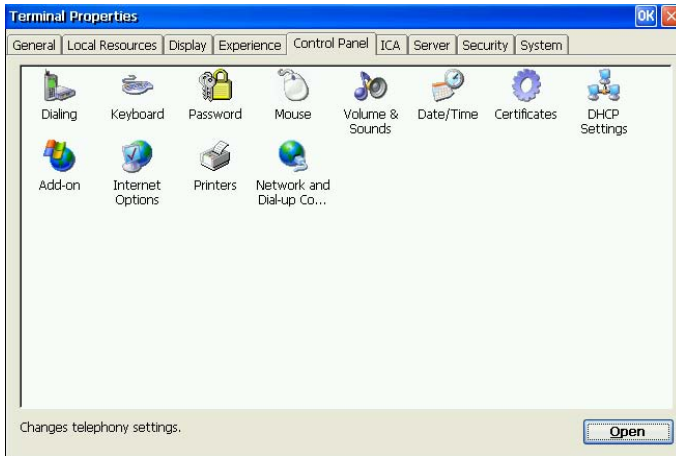 Terminal Properties
OK
General Local Resources Display Experience Control Panel ICA Server Security System
Dialing Keyboard Password Mouse Volume & Date/Time Certificates DHCP
Sounds Settings
Add-on Internet Printers Network and
Options Dial-up Co...
Changes telephony settings.
Open